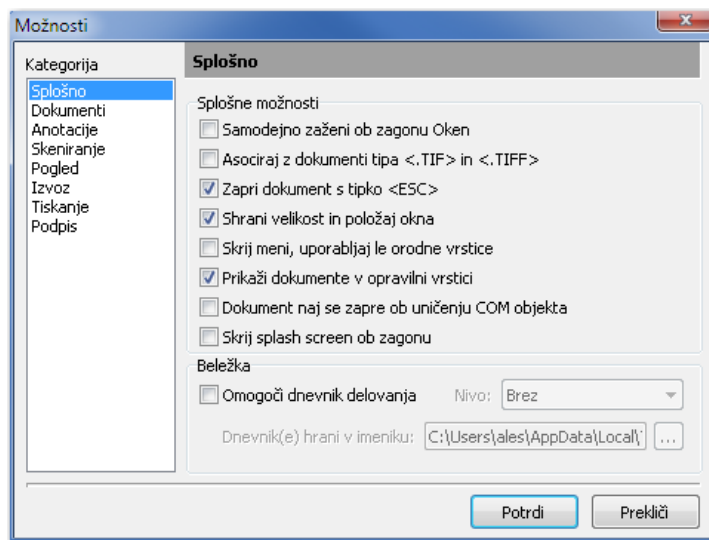 Možnosti
Kategorija
Splošno
Dokumenti
Anotacije
Skeniranje
Pogled
Izvoz
Tiskanje
Podpis
Splošno
Splošne možnosti
Samodejno zaženi ob zagonu Oken
Asociraj z dokumenti tipa <.TIF> in <.TIFF>
Zapri dokument s tipko <ESC>
Shrani velikost in položaj okna
Skrij meni, uporabljaj le orodne vrstice
Prikaži dokumente v opravilni vrstici
Dokument naj se zapre ob uničenju COM objekta
Skrij splash screen ob zagonu
Beležka
Omogoči dnevnik delovanja Nivo: Brez
Dnevnik(e) hrani v imeniku: C:\Users\ales\AppData\Local\ ...
Potrdi Prekliči